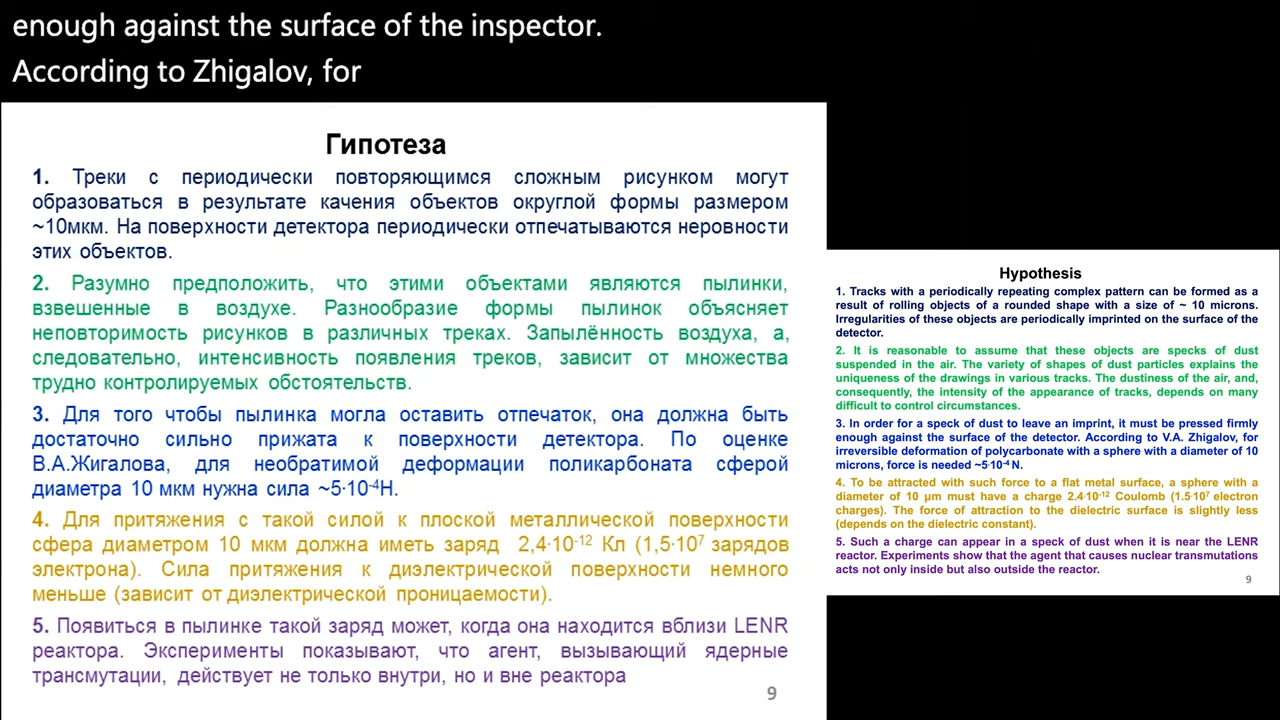 enough against the surface of the inspector.
According to Zhigalov, for
Гипотеза
1. Треки с периодически повторяющимся сложным рисунком могут
образоваться в результате качения объектов округлой формы размером
~10мкм. На поверхности детектора периодически отпечатываются неровности
этих объектов.
2. Разумно предположить, что этими объектами являются пылинки,
взвешенные в воздухе. Разнообразие формы пылинок объясняет
неповторимость рисунков в различных треках. Запылённость воздуха, а,
следовательно, интенсивность появления треков, зависит от множества
трудно контролируемых обстоятельств.
3. Для того чтобы пылинка могла оставить отпечаток, она должна быть
достаточно сильно прижата к поверхности детектора. По оценке
В.А.Жигалова, для необратимой деформации поликарбоната сферой
диаметра 10 мкм нужна сила ~5·10⁻⁴Н.
4. Для притяжения с такой силой к плоской металлической поверхности
сфера диаметром 10 мкм должна иметь заряд 2,4·10⁻¹² Кл (1,5·10⁷ зарядов
электрона). Сила притяжения к диэлектрической поверхности немного
меньше (зависит от диэлектрической проницаемости).
5. Появиться в пылинке такой заряд может, когда она находится вблизи LENR
реактора. Эксперименты показывают, что агент, вызывающий ядерные
трансмутации, действует не только внутри, но и вне реактора
9
Hypothesis
1. Tracks with a periodically repeating complex pattern can be formed as a
result of rolling objects of a rounded shape with a size of ~ 10 microns.
Irregularities of these objects are periodically imprinted on the surface of the
detector.
2. It is reasonable to assume that these objects are specks of dust
suspended in the air. The variety of shapes of dust particles explains the
uniqueness of the drawings in various tracks. The dustiness of the air, and,
consequently, the intensity of the appearance of tracks, depends on many
difficult to control circumstances.
3. In order for a speck of dust to leave an imprint, it must be pressed firmly
enough against the surface of the detector. According to V.A. Zhigalov, for
irreversible deformation of polycarbonate with a sphere with a diameter of 10
microns, force is needed ~5·10⁻⁴ N.
4. To be attracted with such force to a flat metal surface, a sphere with a
diameter of 10 μm must have a charge 2.4·10⁻¹² Coulomb (1.5·10⁷ electron
charges). The force of attraction to the dielectric surface is slightly less
(depends on the dielectric constant).
5. Such a charge can appear in a speck of dust when it is near the LENR
reactor. Experiments show that the agent that causes nuclear transmutations
acts not only inside but also outside the reactor.
9